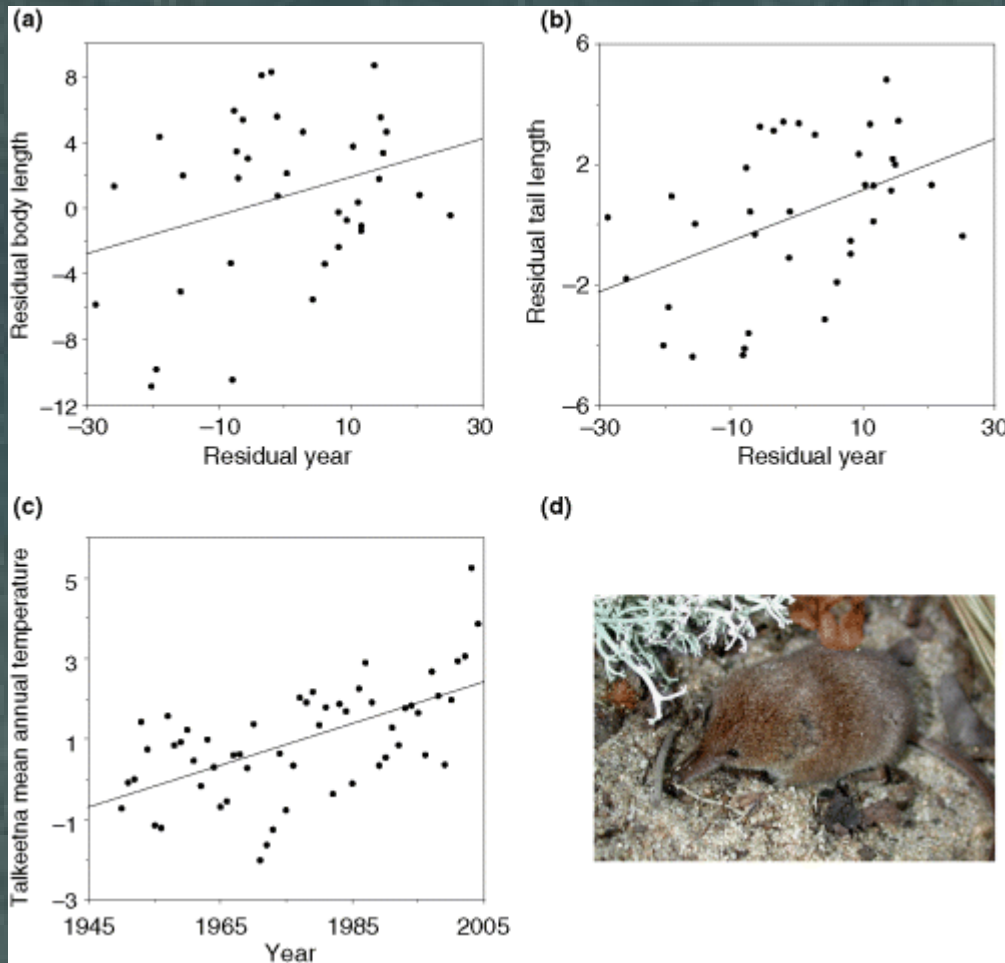 (a)
8
4
0
−4
−8
−12
Residual body length
−30
−10
10
30
Residual year
(b)
6
2
−2
−6
Residual tail length
−30
−10
10
30
Residual year
(c)
5
3
1
−1
−3
Talkeetna mean annual temperature
1945
1965
1985
2005
Year
(d)